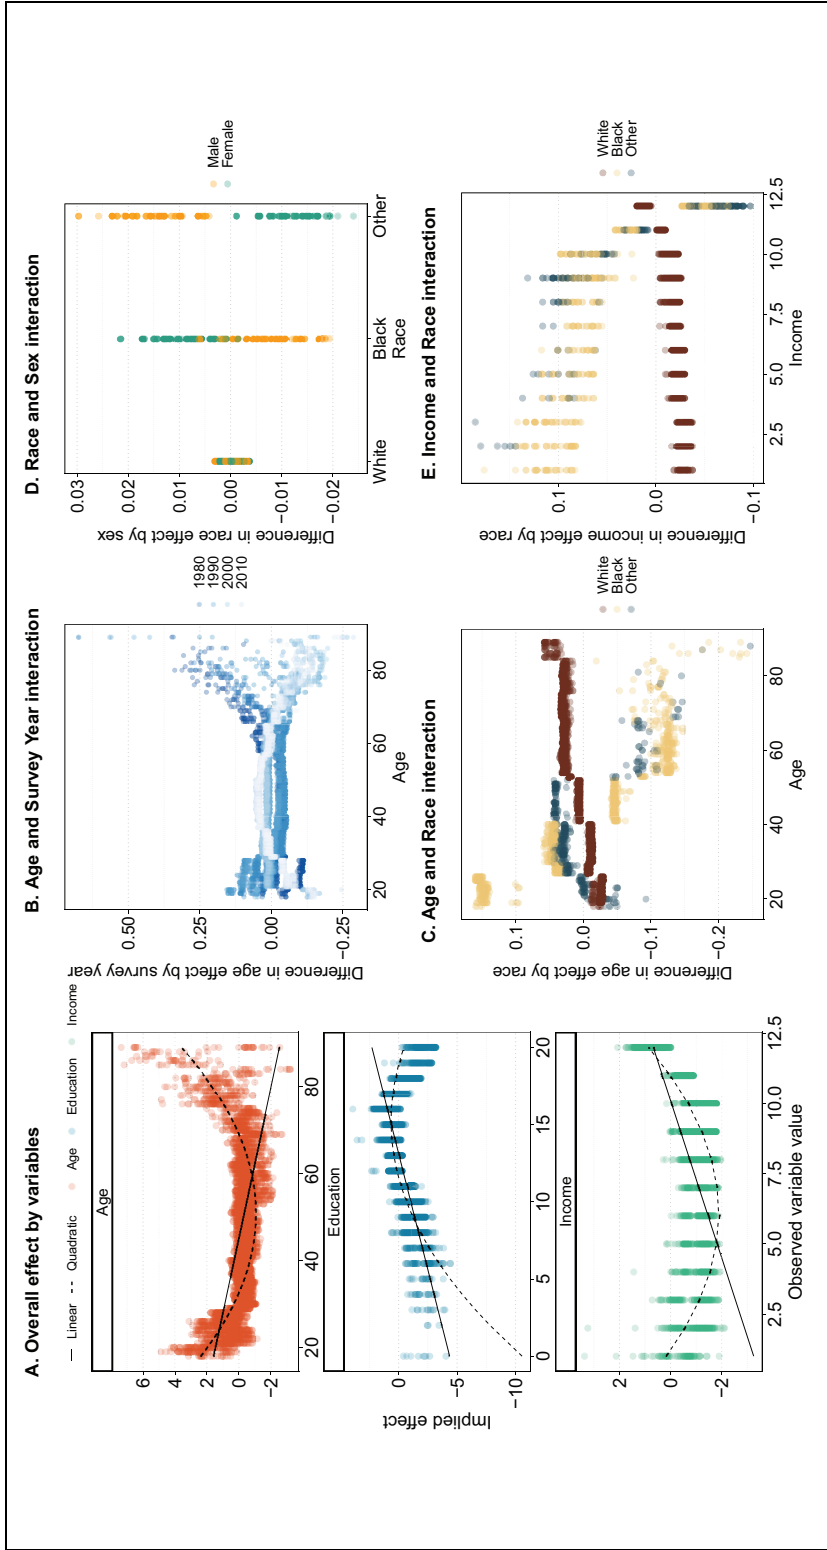 A. Overall effect by variables
Linear Quadratic Age Education Income
Age
6
4
2
0
−2
20 40 60 80
Education
0
−5
−10
0 5 10 15 20
Implied effect
Income
2
0
−2
2.5 5.0 7.5 10.0 12.5
Observed variable value
B. Age and Survey Year interaction
Difference in age effect by survey year
0.50
0.25
0.00
−0.25
20 40 60 80
Age
1980
1990
2000
2010
C. Age and Race interaction
Difference in age effect by race
0.1
0.0
−0.1
−0.2
20 40 60 80
Age
White
Black
Other
D. Race and Sex interaction
Difference in race effect by sex
0.03
0.02
0.01
0.00
−0.01
−0.02
White Black Other
Race
Male
Female
E. Income and Race interaction
Difference in income effect by race
0.1
0.0
−0.1
2.5 5.0 7.5 10.0 12.5
Income
White
Black
Other